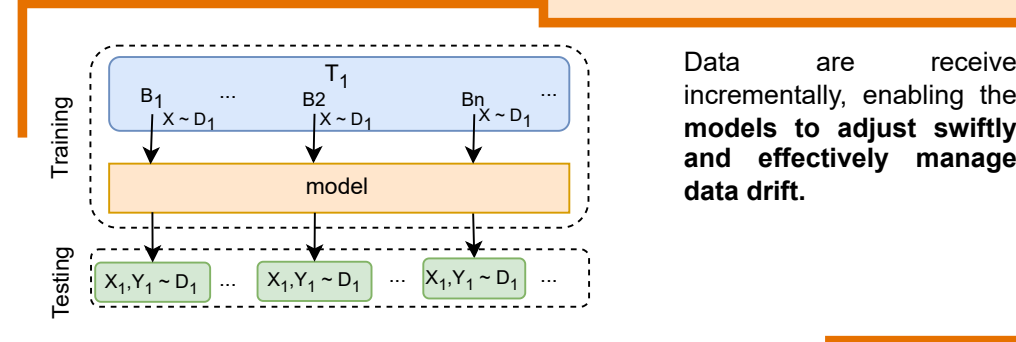 Training
T1
B1 ... B2 Bn ...
X ~ D1 X ~ D1 X ~ D1
model
Testing
X1,Y1 ~ D1 ... X1,Y1 ~ D1 ... X1,Y1 ~ D1 ...
Data are receive
incrementally, enabling the
models to adjust swiftly
and effectively manage
data drift.